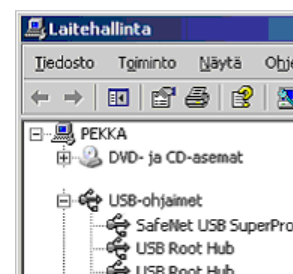 Laitehallinta
Tiedosto Toiminto Näytä Ohje
PEKKA
DVD- ja CD-asemat
USB-ohjaimet
SafeNet USB SuperPro
USB Root Hub
USB Root Hub